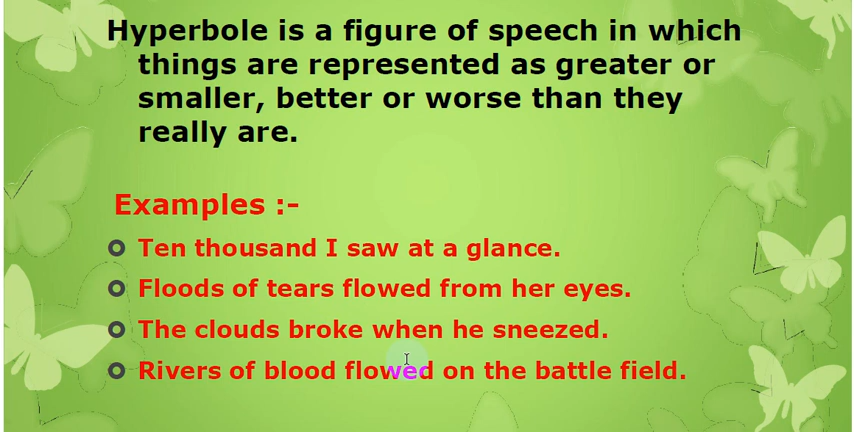 Hyperbole is a figure of speech in which
things are represented as greater or
smaller, better or worse than they
really are.
Examples :-
Ten thousand I saw at a glance.
Floods of tears flowed from her eyes.
The clouds broke when he sneezed.
Rivers of blood flowed on the battle field.